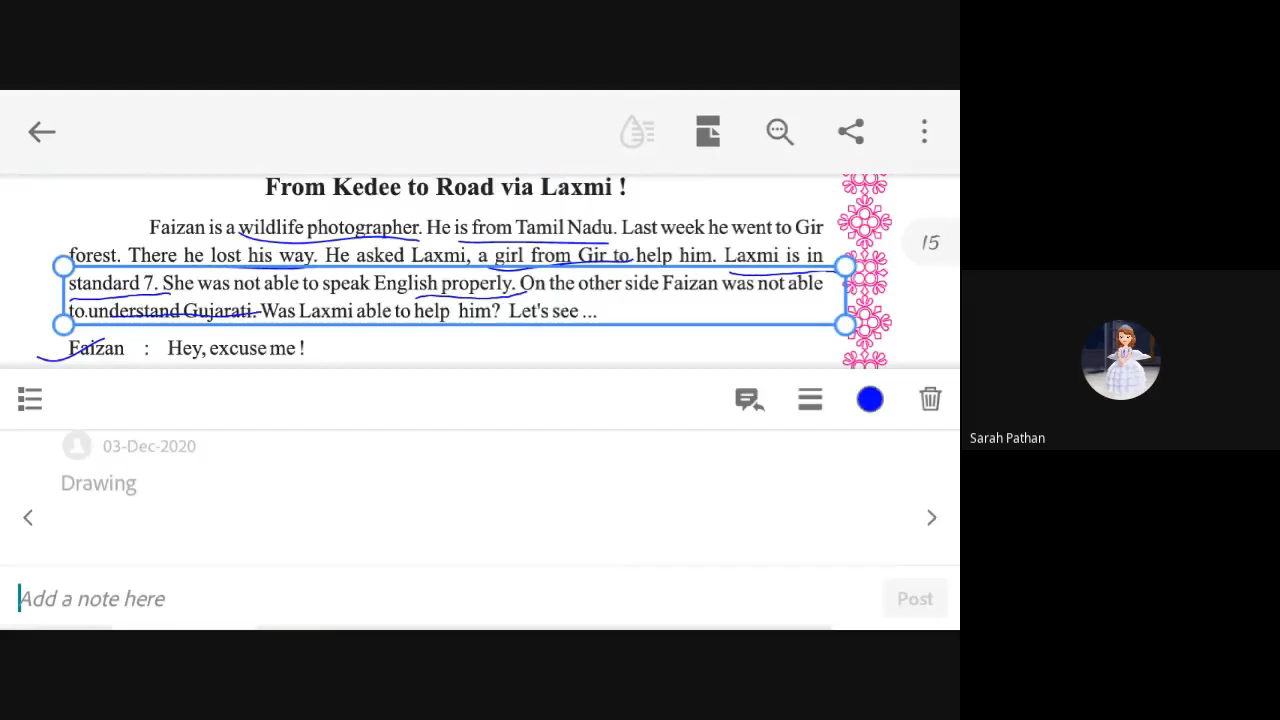 From Kedee to Road via Laxmi !
Faizan is a wildlife photographer. He is from Tamil Nadu. Last week he went to Gir
forest. There he lost his way. He asked Laxmi, a girl from Gir to help him. Laxmi is in
standard 7. She was not able to speak English properly. On the other side Faizan was not able
to understand Gujarati. Was Laxmi able to help him? Let's see ...
Faizan : Hey, excuse me !
15
03-Dec-2020
Drawing
Add a note here
Post
Sarah Pathan